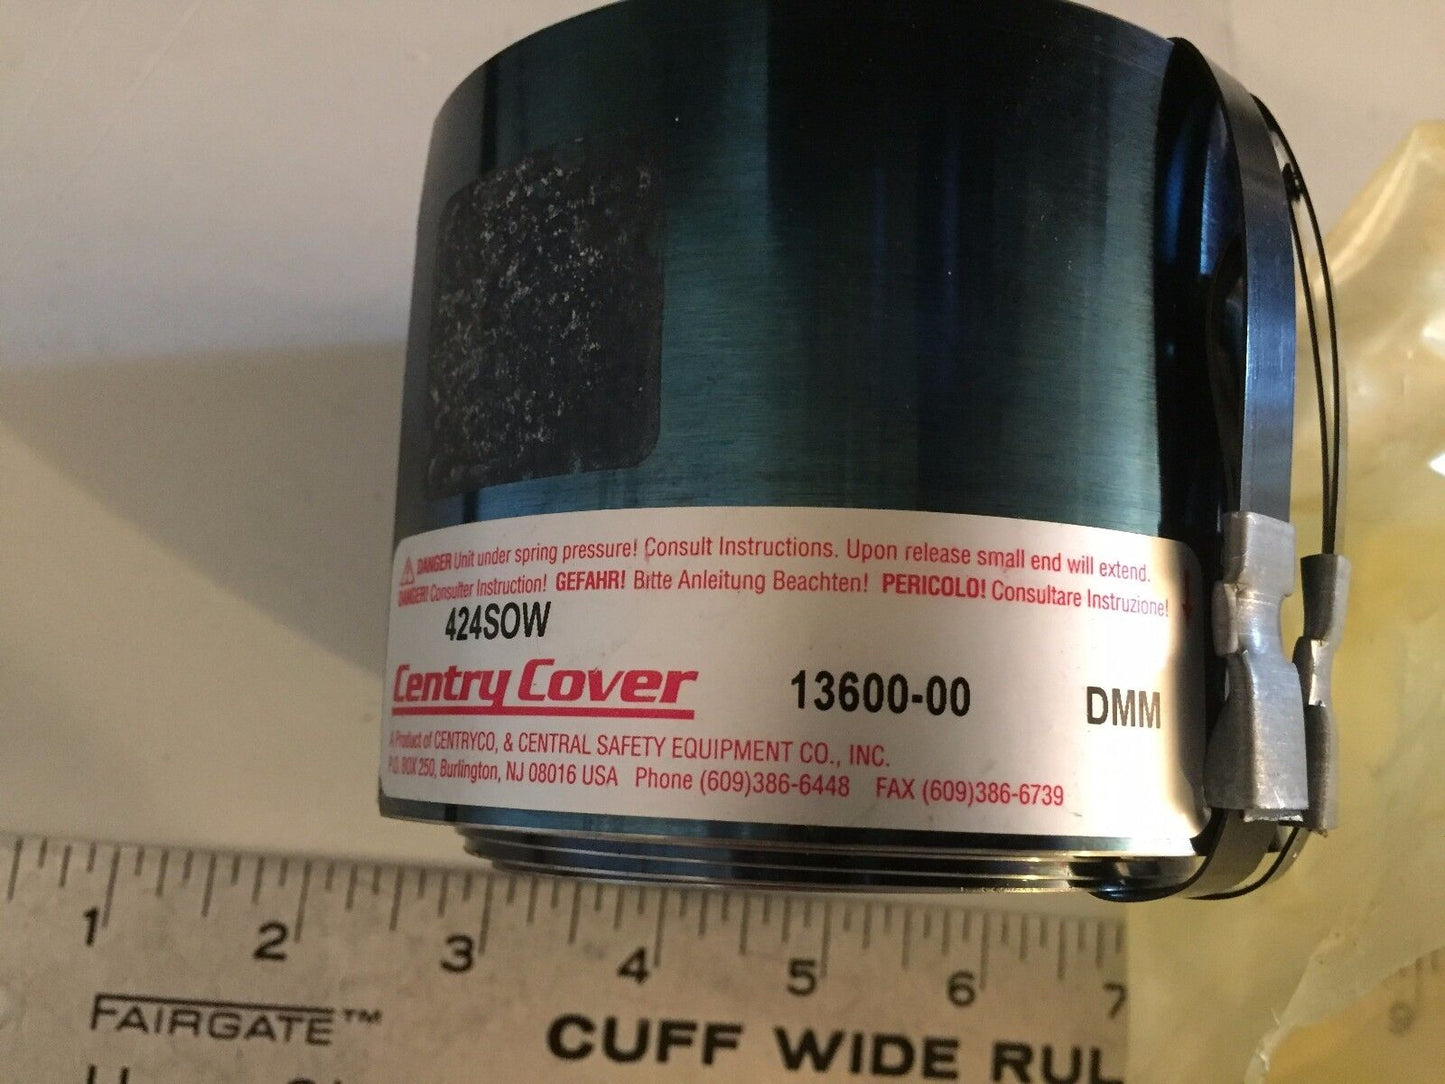 DANGER Unit under spring pressure! Consult Instructions. Upon release small end will extend.
DANGER! Consulter Instruction! GEFAHR! Bitte Anleitung Beachten! PERICOLO! Consultare Instruzione!
424SOW
Centry Cover 13600-00 DMM
A Product of CENTRYCO, & CENTRAL SAFETY EQUIPMENT CO., INC.
P.O. BOX 250, Burlington, NJ 08016 USA Phone (609)386-6448 FAX (609)386-6739
1 2 3 4 5 6 7 9
FAIRGATE™ CUFF WIDE RUL